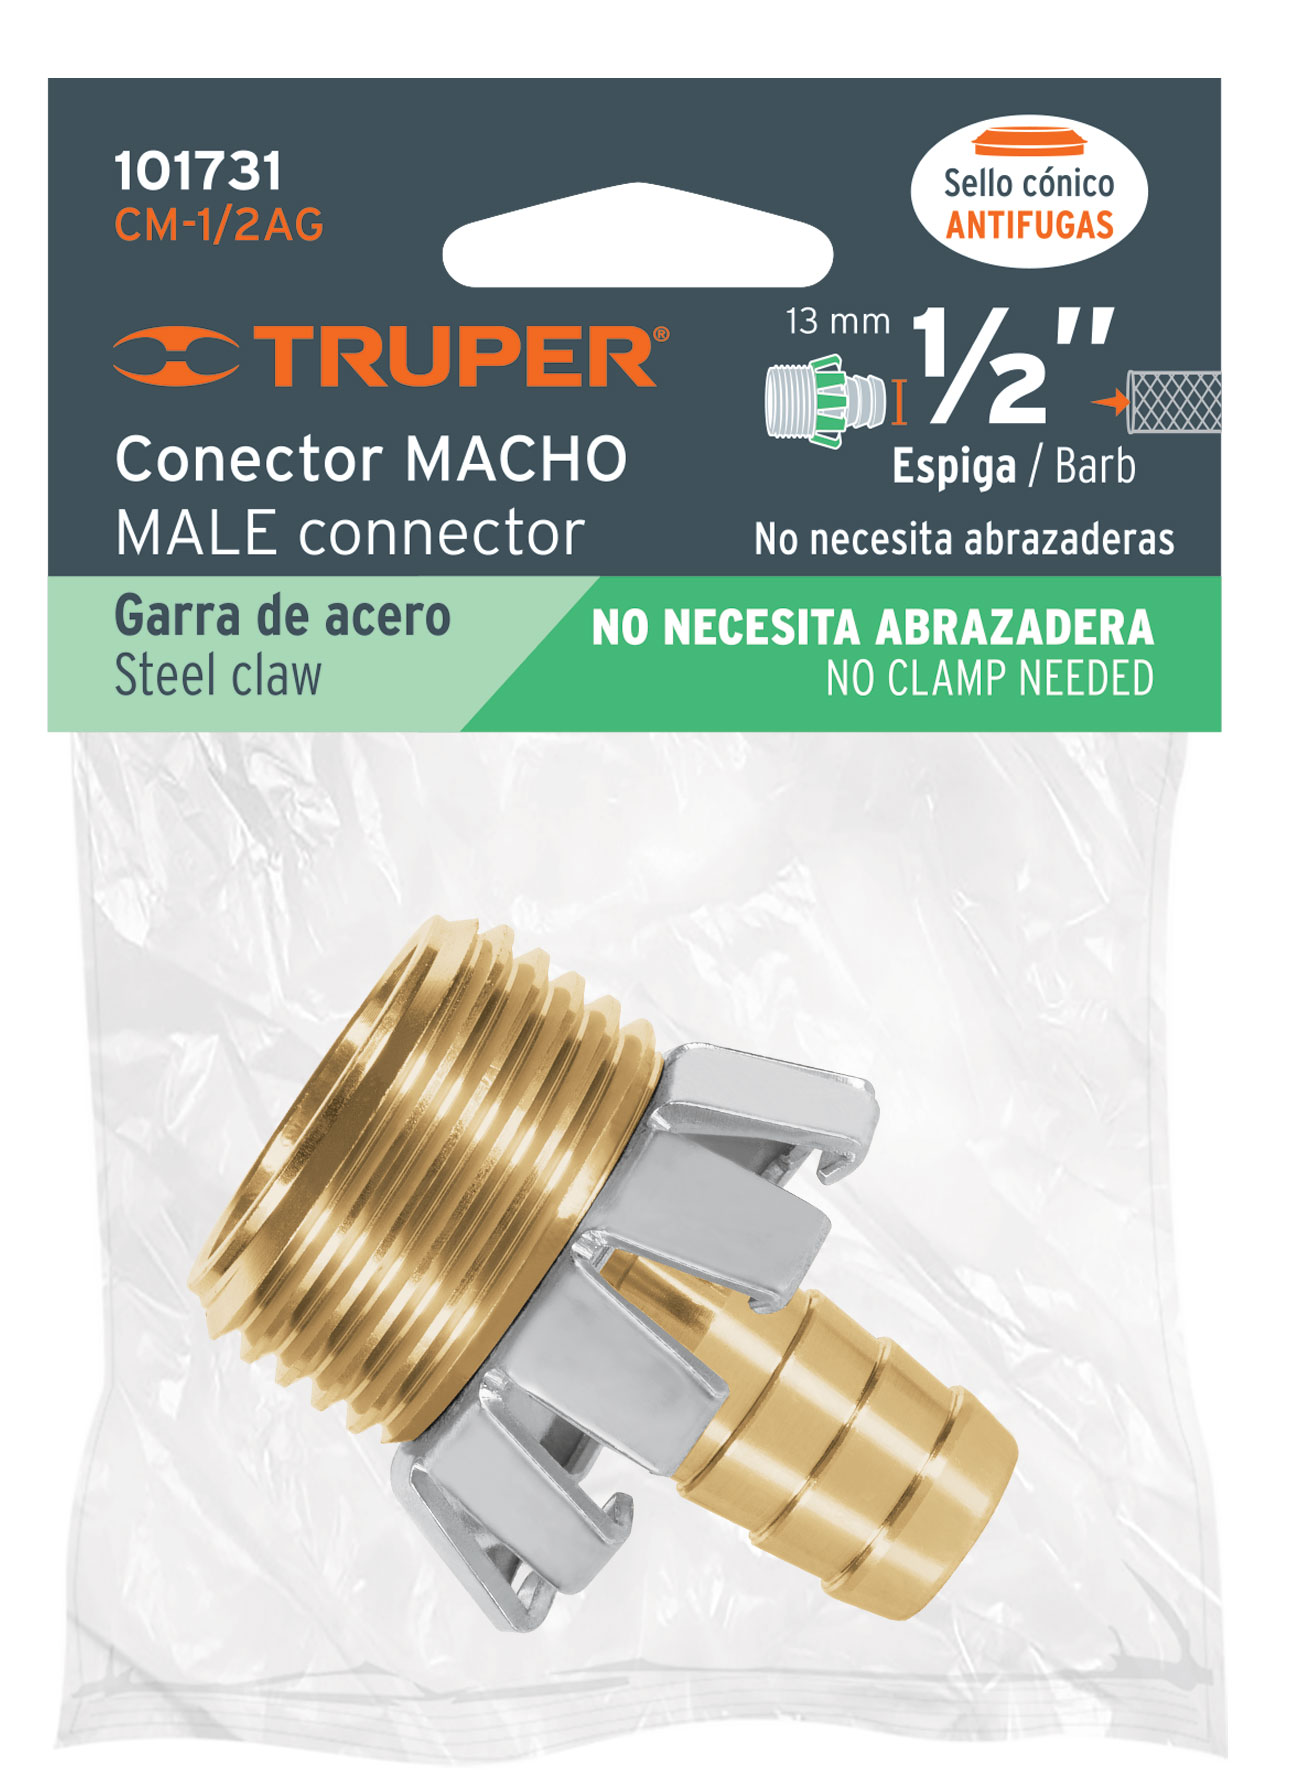 101731
CM-1/2AG
Sello cónico
ANTIFUGAS
TRUPER®
13 mm 1/2"
Espiga / Barb
Conector MACHO
MALE connector
No necesita abrazaderas
Garra de acero
Steel claw
NO NECESITA ABRAZADERA
NO CLAMP NEEDED